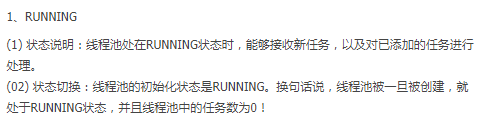 1、RUNNING
(1) 状态说明：线程池处在RUNNING状态时，能够接收新任务，以及对已添加的任务进行
处理。
(02) 状态切换：线程池的初始化状态是RUNNING。换句话说，线程池被一旦被创建，就
处于RUNNING状态，并且线程池中的任务数为0！